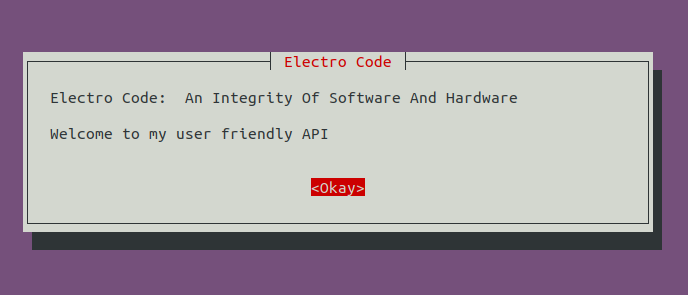 Electro Code
Electro Code:  An Integrity Of Software And Hardware
Welcome to my user friendly API
<Okay>